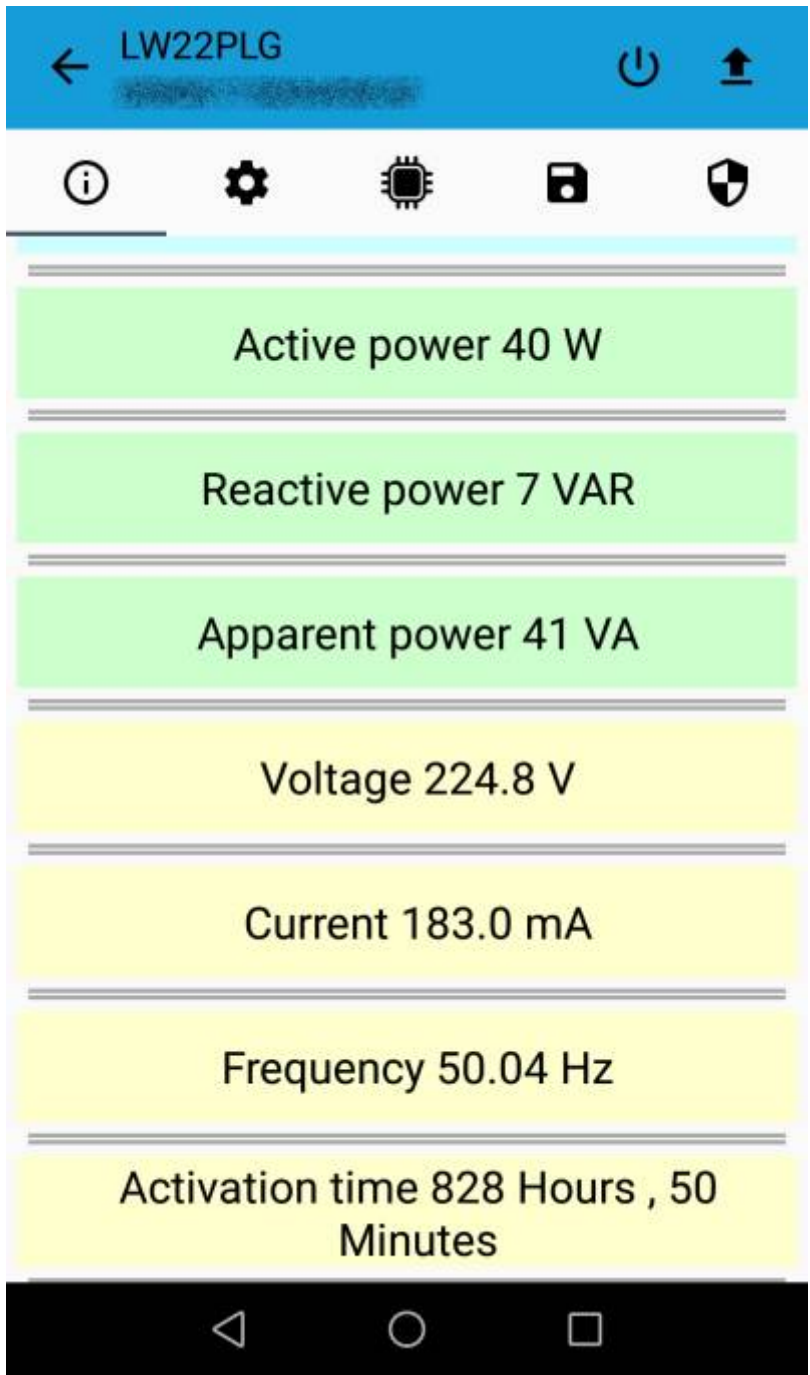 LW22PLG
Active power 40 W
Reactive power 7 VAR
Apparent power 41 VA
Voltage 224.8 V
Current 183.0 mA
Frequency 50.04 Hz
Activation time 828 Hours , 50
Minutes